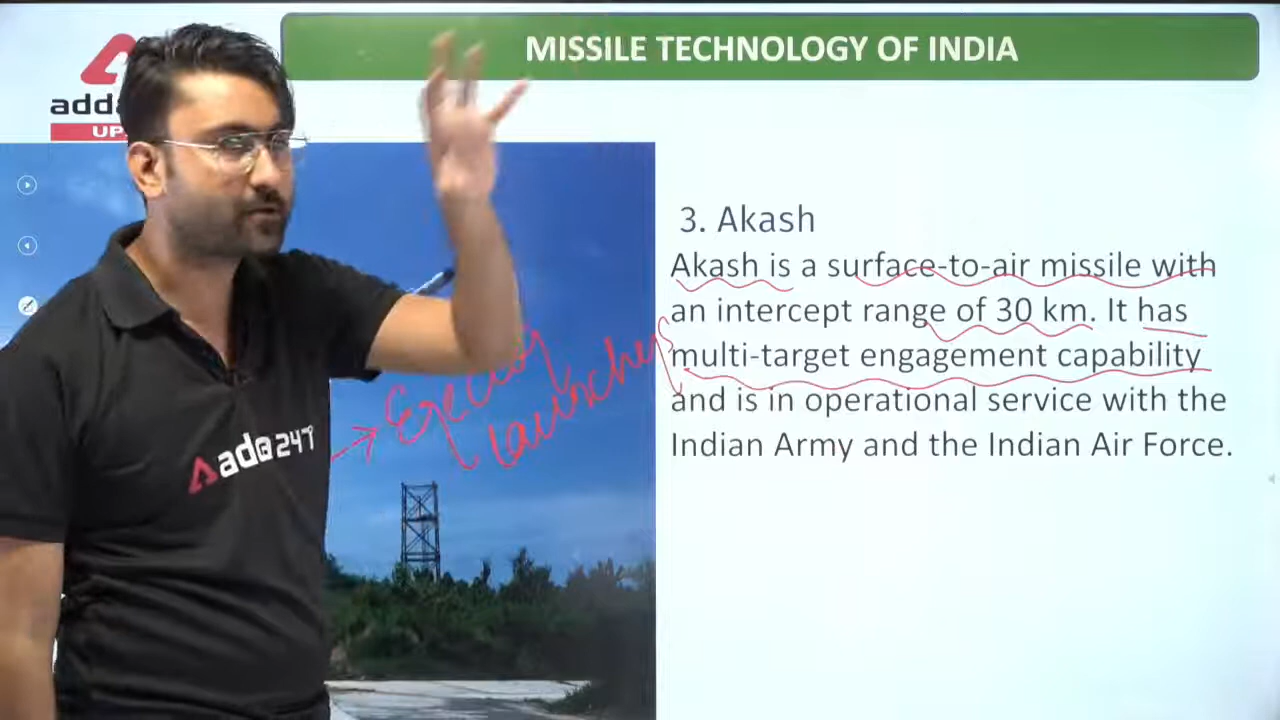 MISSILE TECHNOLOGY OF INDIA
add
UP
3. Akash
Akash is a surface-to-air missile with
an intercept range of 30 km. It has
multi-target engagement capability
and is in operational service with the
Indian Army and the Indian Air Force.
adda247